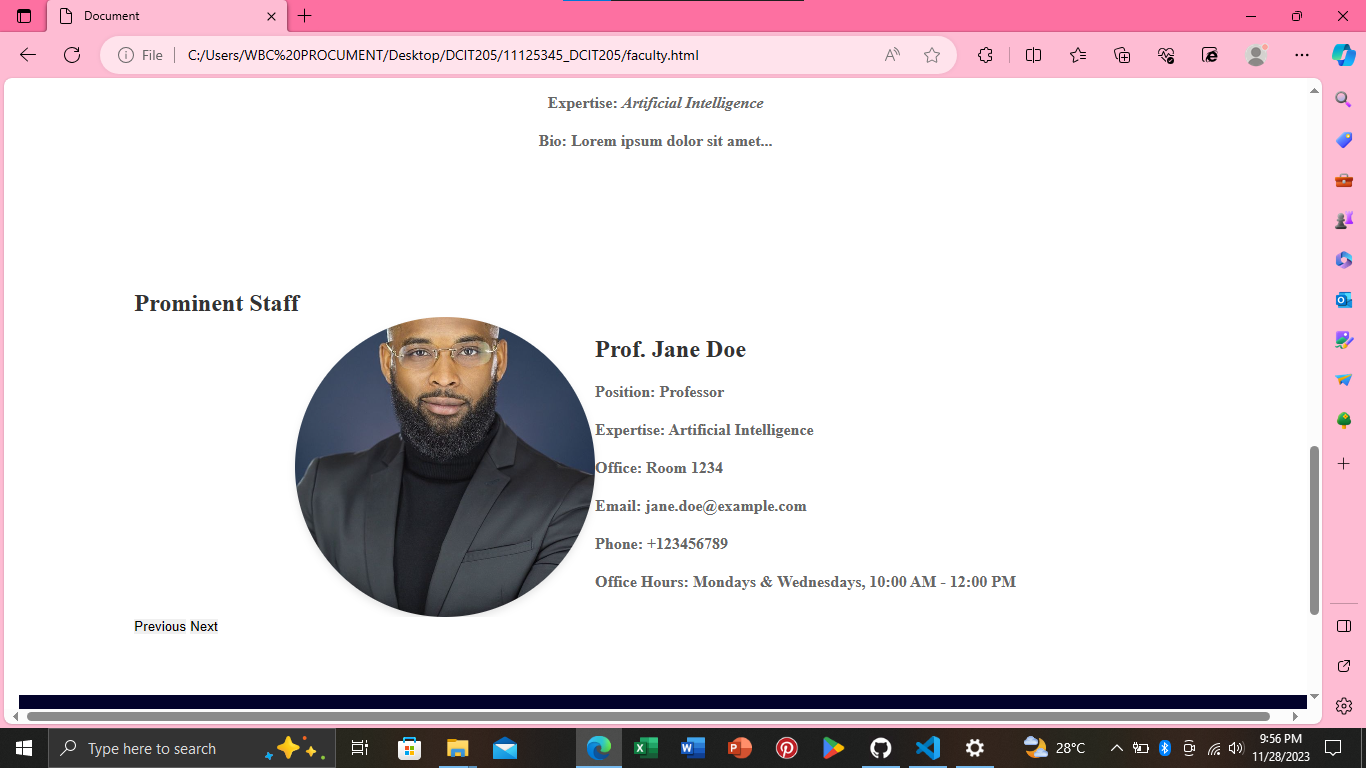 Document
File
C:/Users/WBC%20PROCUMENT/Desktop/DCIT205/11125345_DCIT205/faculty.html
Expertise: Artificial Intelligence
Bio: Lorem ipsum dolor sit amet...
Prominent Staff
Prof. Jane Doe
Position: Professor
Expertise: Artificial Intelligence
Office: Room 1234
Email: jane.doe@example.com
Phone: +123456789
Office Hours: Mondays & Wednesdays, 10:00 AM - 12:00 PM
Previous Next
Type here to search
28°C
9:56 PM
11/28/2023